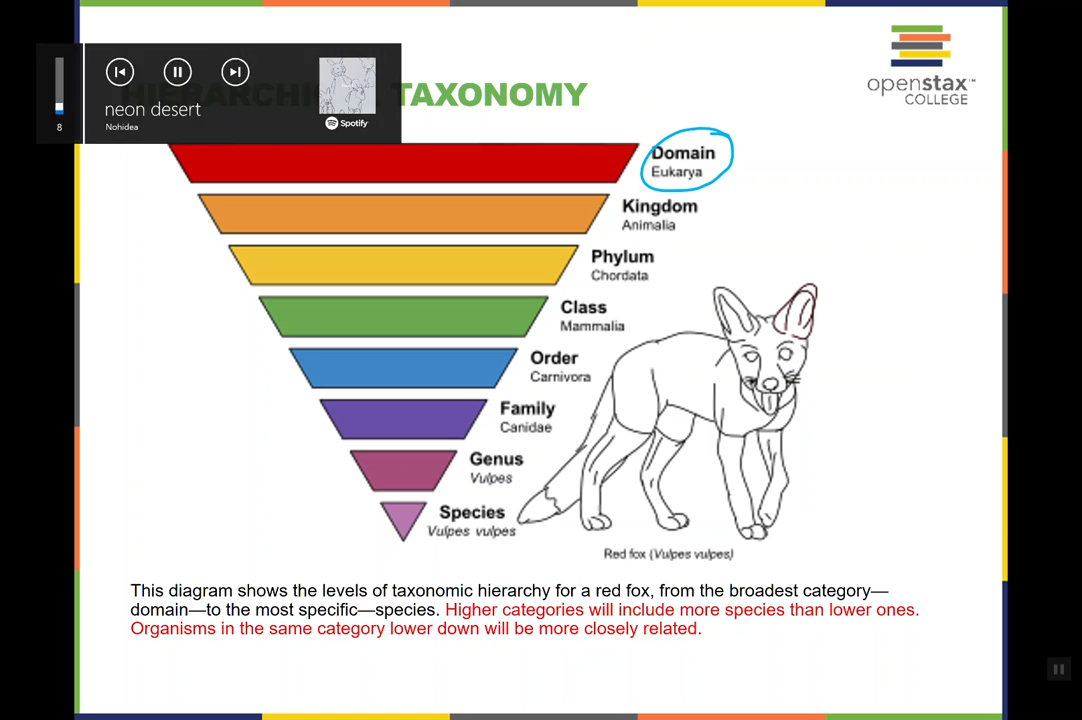 HIERARCHICAL TAXONOMY
openstax™
COLLEGE
neon desert
Nohidea
8
Spotify
Domain
Eukarya
Kingdom
Animalia
Phylum
Chordata
Class
Mammalia
Order
Carnivora
Family
Canidae
Genus
Vulpes
Species
Vulpes vulpes
Red fox (Vulpes vulpes)
This diagram shows the levels of taxonomic hierarchy for a red fox, from the broadest category—
domain—to the most specific—species. Higher categories will include more species than lower ones.
Organisms in the same category lower down will be more closely related.